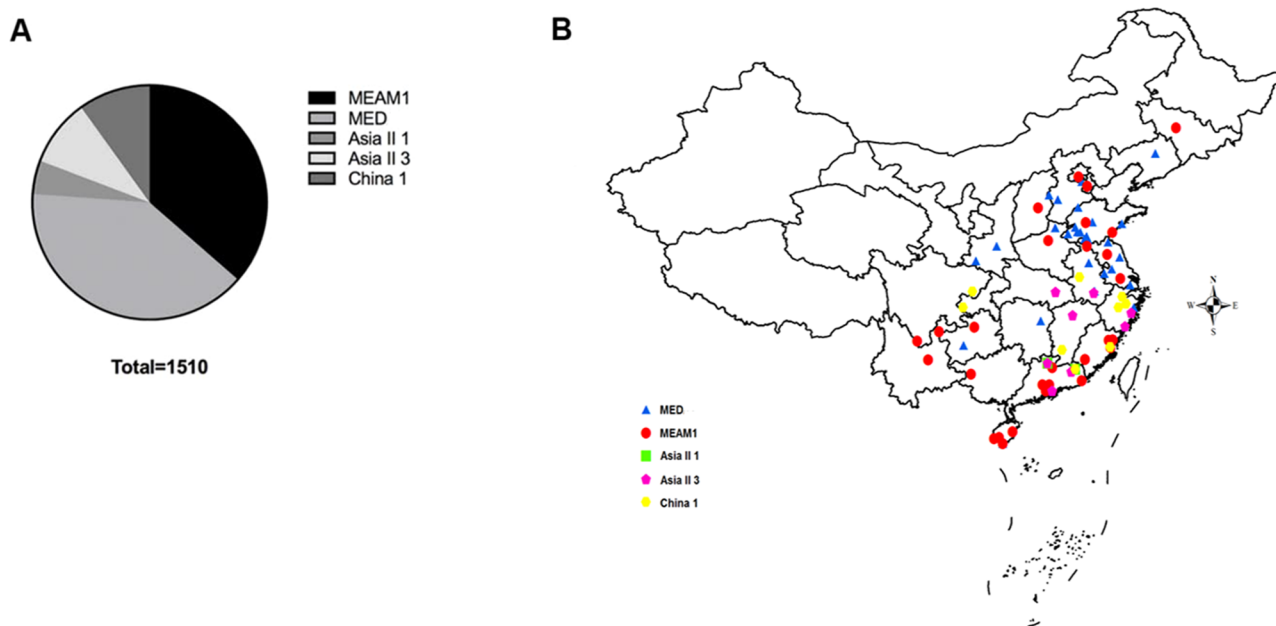 A
MEAM1
MED
Asia II 1
Asia II 3
China 1
Total=1510
B
N
W
E
S
MED
MEAM1
Asia II 1
Asia II 3
China 1